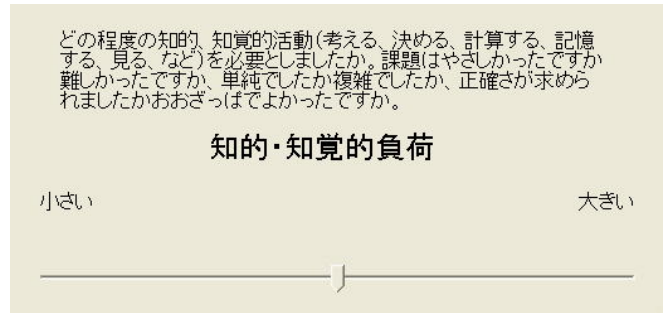 どの程度の知的、知覚的活動(考える、決める、計算する、記憶
する、見る、など)を必要としましたか。課題はやさしかったですか
難しかったですか、単純でしたか複雑でしたか、正確さが求めら
れましたかおおざっぱでよかったですか。
知的・知覚的負荷
小さい
大きい